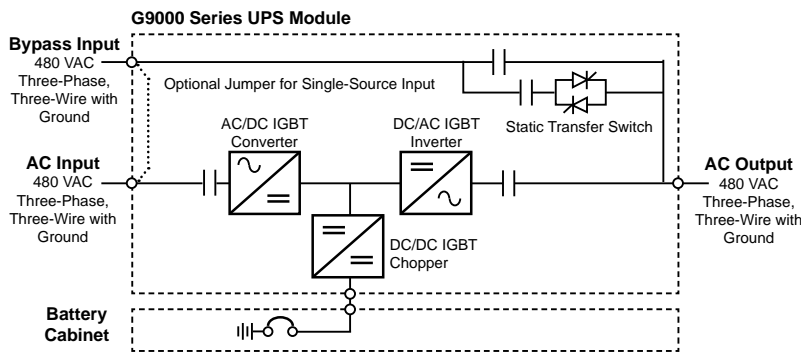 G9000 Series UPS Module
Bypass Input
480 VAC
Three-Phase,
Three-Wire with
Ground
Optional Jumper for Single-Source Input
Static Transfer Switch
AC/DC IGBT
Converter
DC/AC IGBT
Inverter
AC Input
480 VAC
Three-Phase,
Three-Wire with
Ground
AC Output
480 VAC
Three-Phase,
Three-Wire with
Ground
DC/DC IGBT
Chopper
Battery
Cabinet